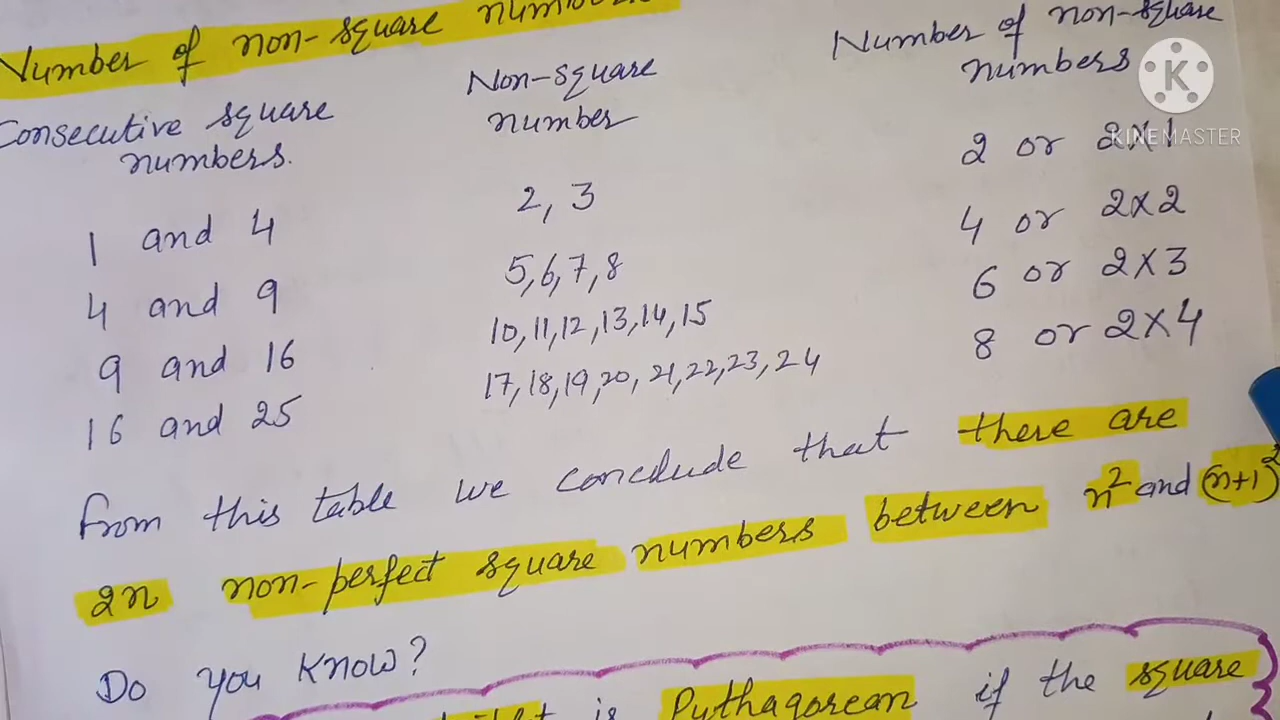 Number of non-square numbers
Consecutive square numbers.
Non-square number
Number of non-square numbers
1 and 4
2, 3
2 or 2×1
4 and 9
5,6,7,8
4 or 2×2
9 and 16
10,11,12,13,14,15
6 or 2×3
16 and 25
17,18,19,20,21,22,23,24
8 or 2×4
From this table we conclude that there are
2n non-perfect square numbers between n² and (n+1)²
Do you know?
is Pythagorean if the square
KINEMASTER